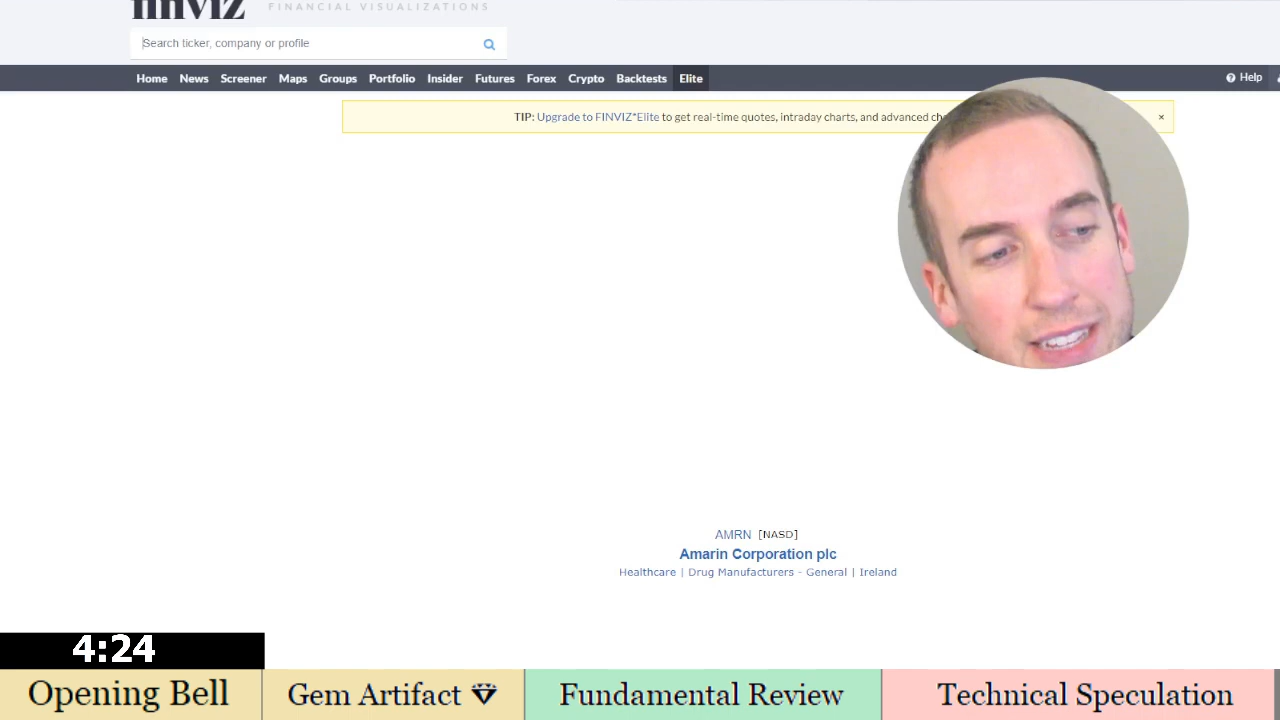 finviz FINANCIAL VISUALIZATIONS
Search ticker, company or profile
Home News Screener Maps Groups Portfolio Insider Futures Forex Crypto Backtests Elite Help
TIP: Upgrade to FINVIZ*Elite to get real-time quotes, intraday charts, and advanced ×
AMRN [NASD]
Amarin Corporation plc
Healthcare | Drug Manufacturers - General | Ireland
4:24
Opening Bell Gem Artifact Fundamental Review Technical Speculation